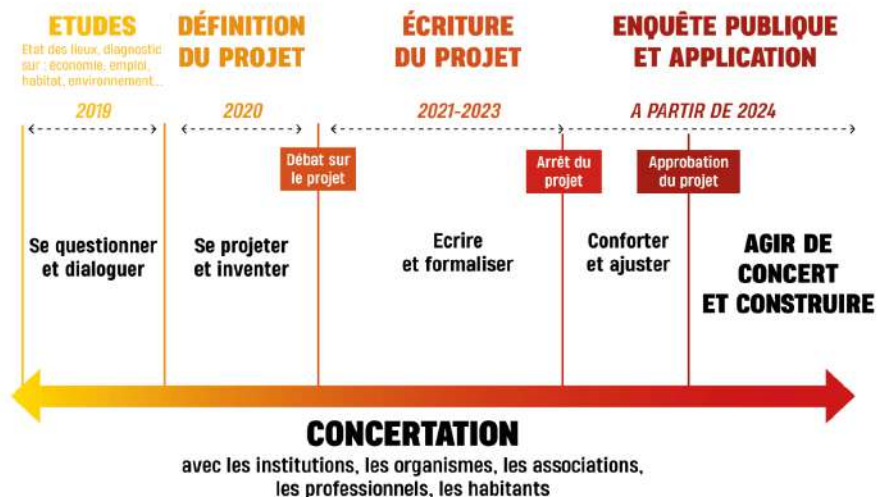 ETUDES
Etat des lieux, diagnostic
sur : économie, emploi,
habitat, environnement...
DÉFINITION
DU PROJET
ÉCRITURE
DU PROJET
ENQUÊTE PUBLIQUE
ET APPLICATION
2019
2020
2021-2023
A PARTIR DE 2024
Débat sur
le projet
Arrêt du
projet
Approbation
du projet
Se questionner
et dialoguer
Se projeter
et inventer
Ecrire
et formaliser
Conforter
et ajuster
AGIR DE
CONCERT
ET CONSTRUIRE
CONCERTATION
avec les institutions, les organismes, les associations,
les professionnels, les habitants